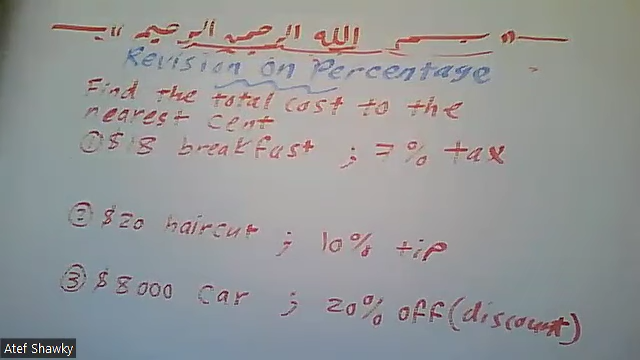 " بسم الله الرحمن الرحيم "
Revision on Percentage
Find the total cost to the
nearest cent
① $18 breakfast ; 7% tax
② $20 haircut ; 10% tip
③ $8000 Car ; 20% off (discount)
Atef Shawky